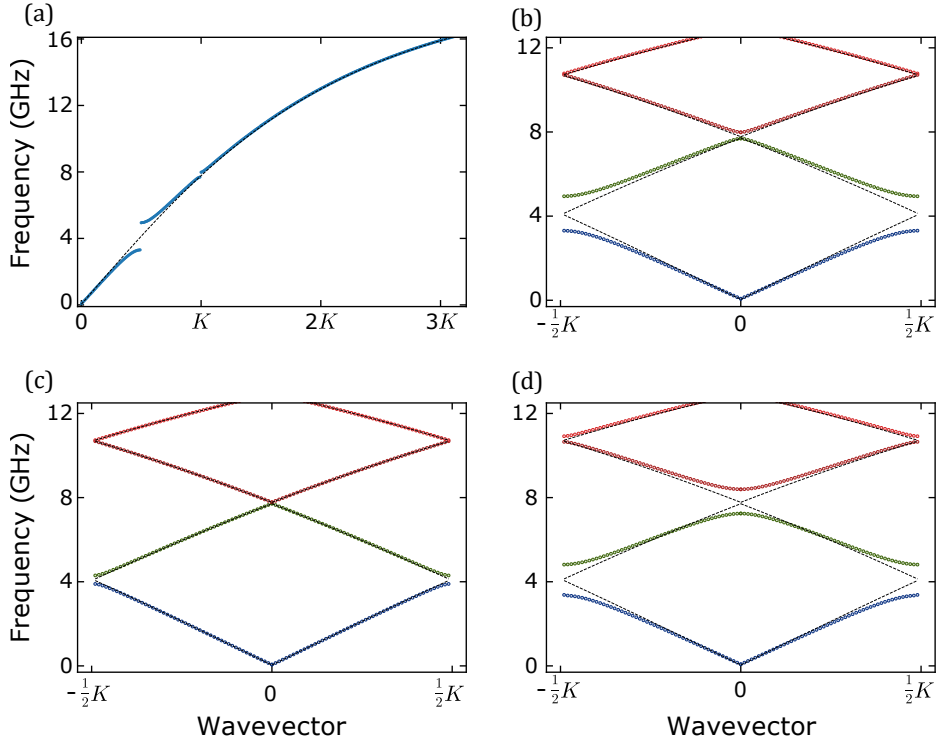 (a)
Frequency (GHz)
16
12
8
4
0
0 K 2K 3K
(b)
12
8
4
0
-½K 0 ½K
(c)
Frequency (GHz)
12
8
4
0
-½K 0 ½K
Wavevector
(d)
12
8
4
0
-½K 0 ½K
Wavevector